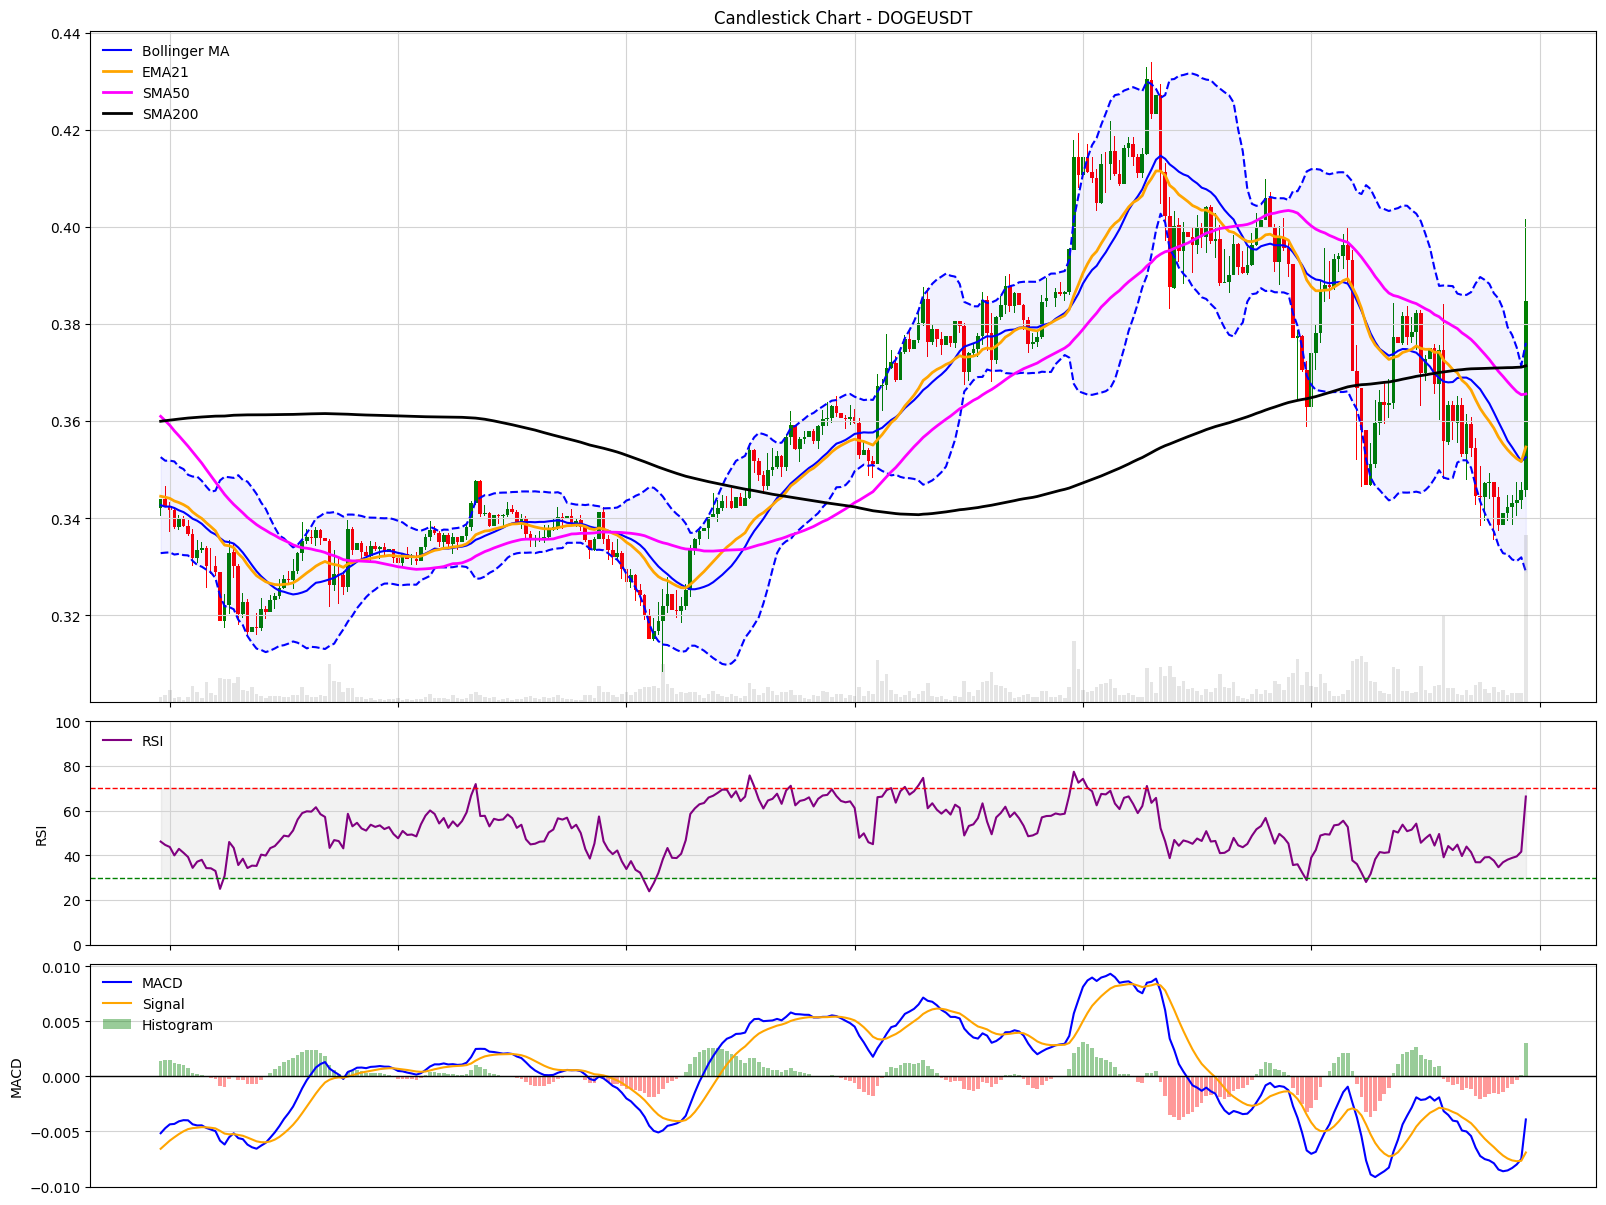 Candlestick Chart - DOGEUSDT
0.44
0.42
0.40
0.38
0.36
0.34
0.32
Bollinger MA
EMA21
SMA50
SMA200
100
80
60
40
20
0
RSI
RSI
0.010
0.005
0.000
−0.005
−0.010
MACD
MACD
Signal
Histogram